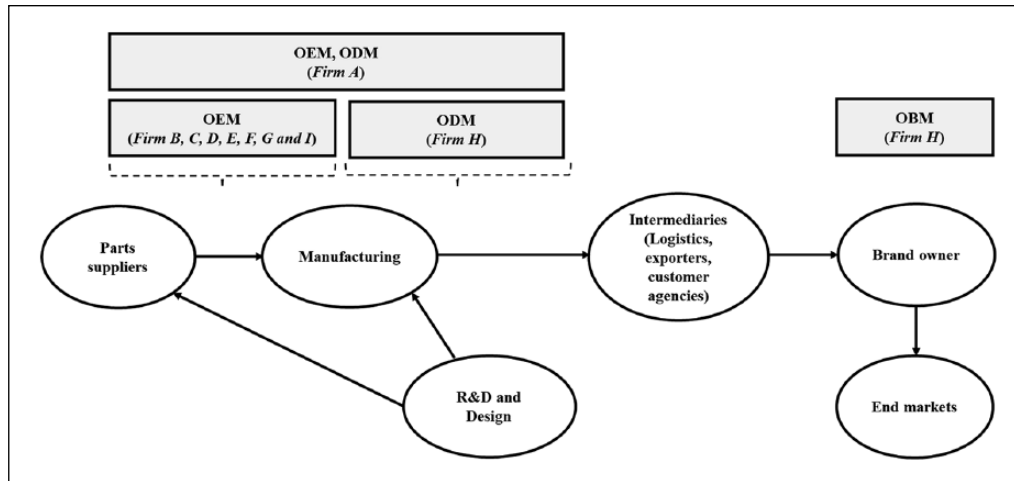 OEM, ODM
(Firm A)
OEM
(Firm B, C, D, E, F, G and I)
ODM
(Firm H)
OBM
(Firm H)
Parts
suppliers
Manufacturing
Intermediaries
(Logistics,
exporters,
customer
agencies)
Brand owner
R&D and
Design
End markets